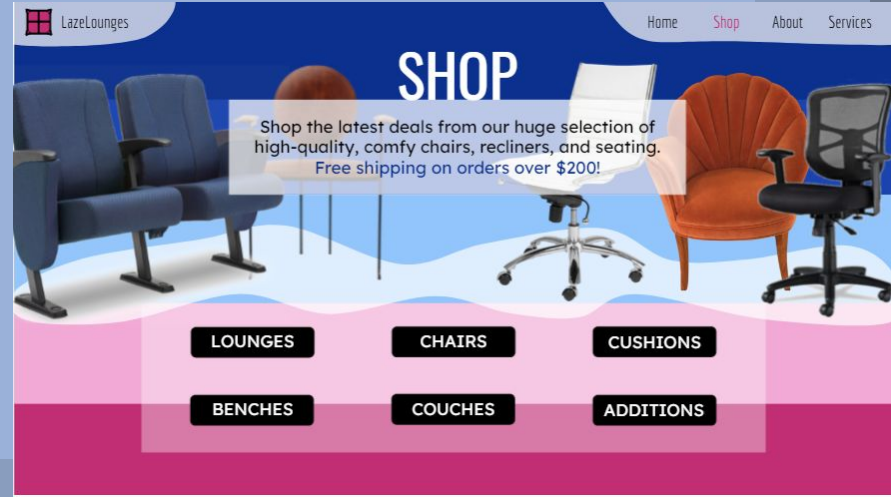 LazeLounges
Home
Shop
About
Services
SHOP
Shop the latest deals from our huge selection of
high-quality, comfy chairs, recliners, and seating.
Free shipping on orders over $200!
LOUNGES
CHAIRS
CUSHIONS
BENCHES
COUCHES
ADDITIONS